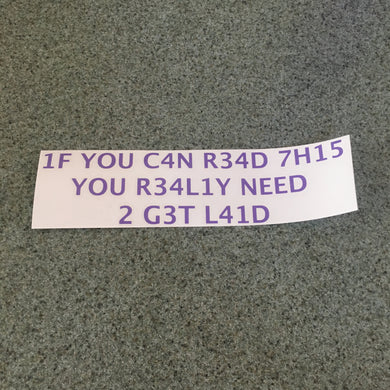 1F YOU C4N R34D 7H15
YOU R34L1Y NEED
2 G3T L41D